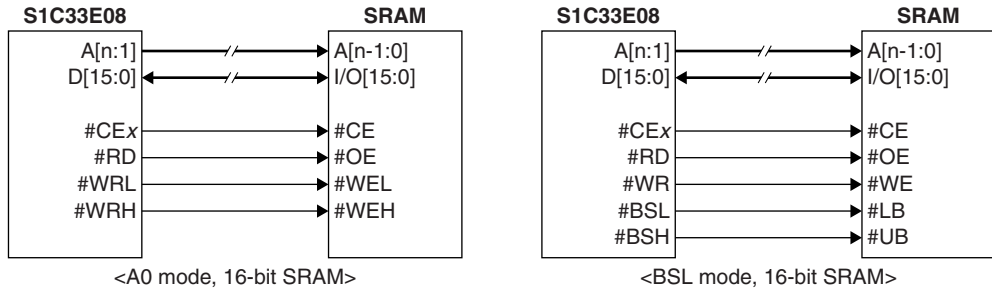 S1C33E08 SRAM
A[n:1] A[n-1:0]
D[15:0] I/O[15:0]
#CEx #CE
#RD #OE
#WRL #WEL
#WRH #WEH
<A0 mode, 16-bit SRAM>
S1C33E08 SRAM
A[n:1] A[n-1:0]
D[15:0] I/O[15:0]
#CEx #CE
#RD #OE
#WR #WE
#BSL #LB
#BSH #UB
<BSL mode, 16-bit SRAM>